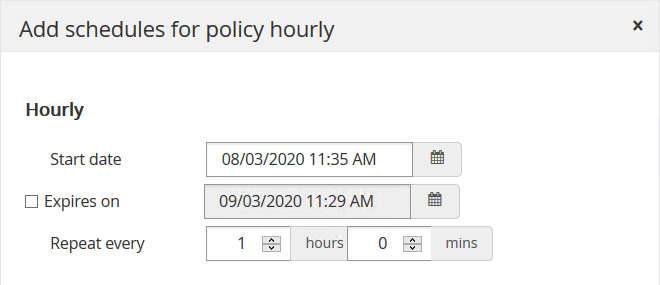 Add schedules for policy hourly ×
Hourly
Start date 08/03/2020 11:35 AM
Expires on 09/03/2020 11:29 AM
Repeat every 1 hours 0 mins